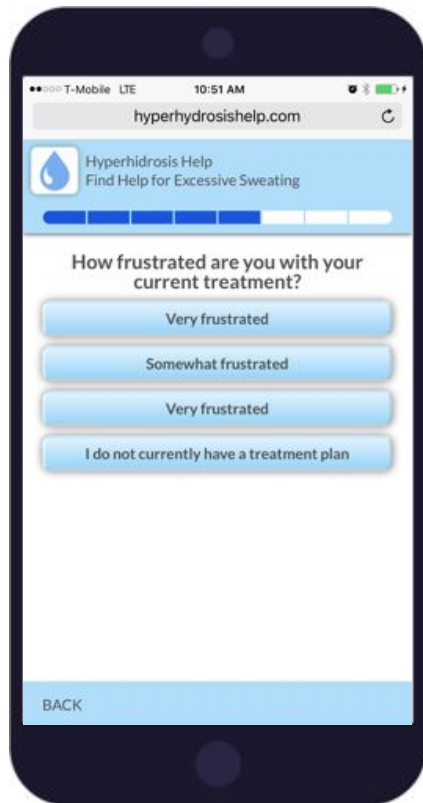 T-Mobile LTE 10:51 AM
hyperhydrosishelp.com
Hyperhidrosis Help
Find Help for Excessive Sweating
How frustrated are you with your
current treatment?
Very frustrated
Somewhat frustrated
Very frustrated
I do not currently have a treatment plan
BACK